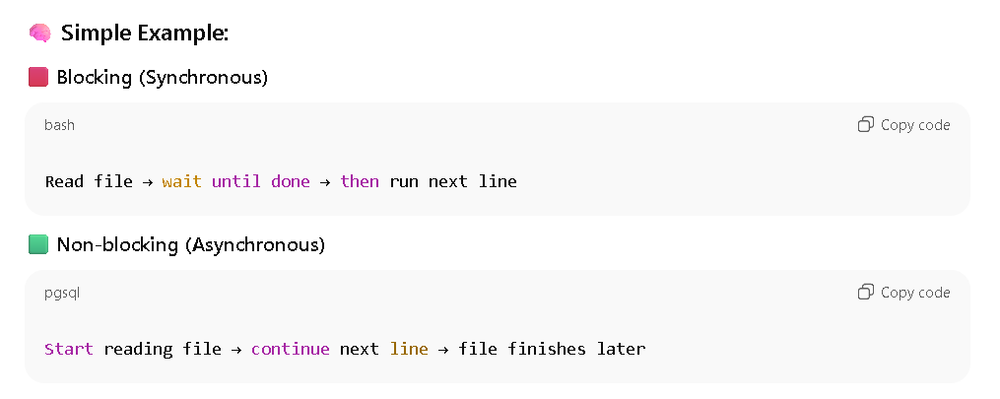 🧠 Simple Example:
🟥 Blocking (Synchronous)
bash Copy code
Read file → wait until done → then run next line
🟩 Non-blocking (Asynchronous)
pgsql Copy code
Start reading file → continue next line → file finishes later